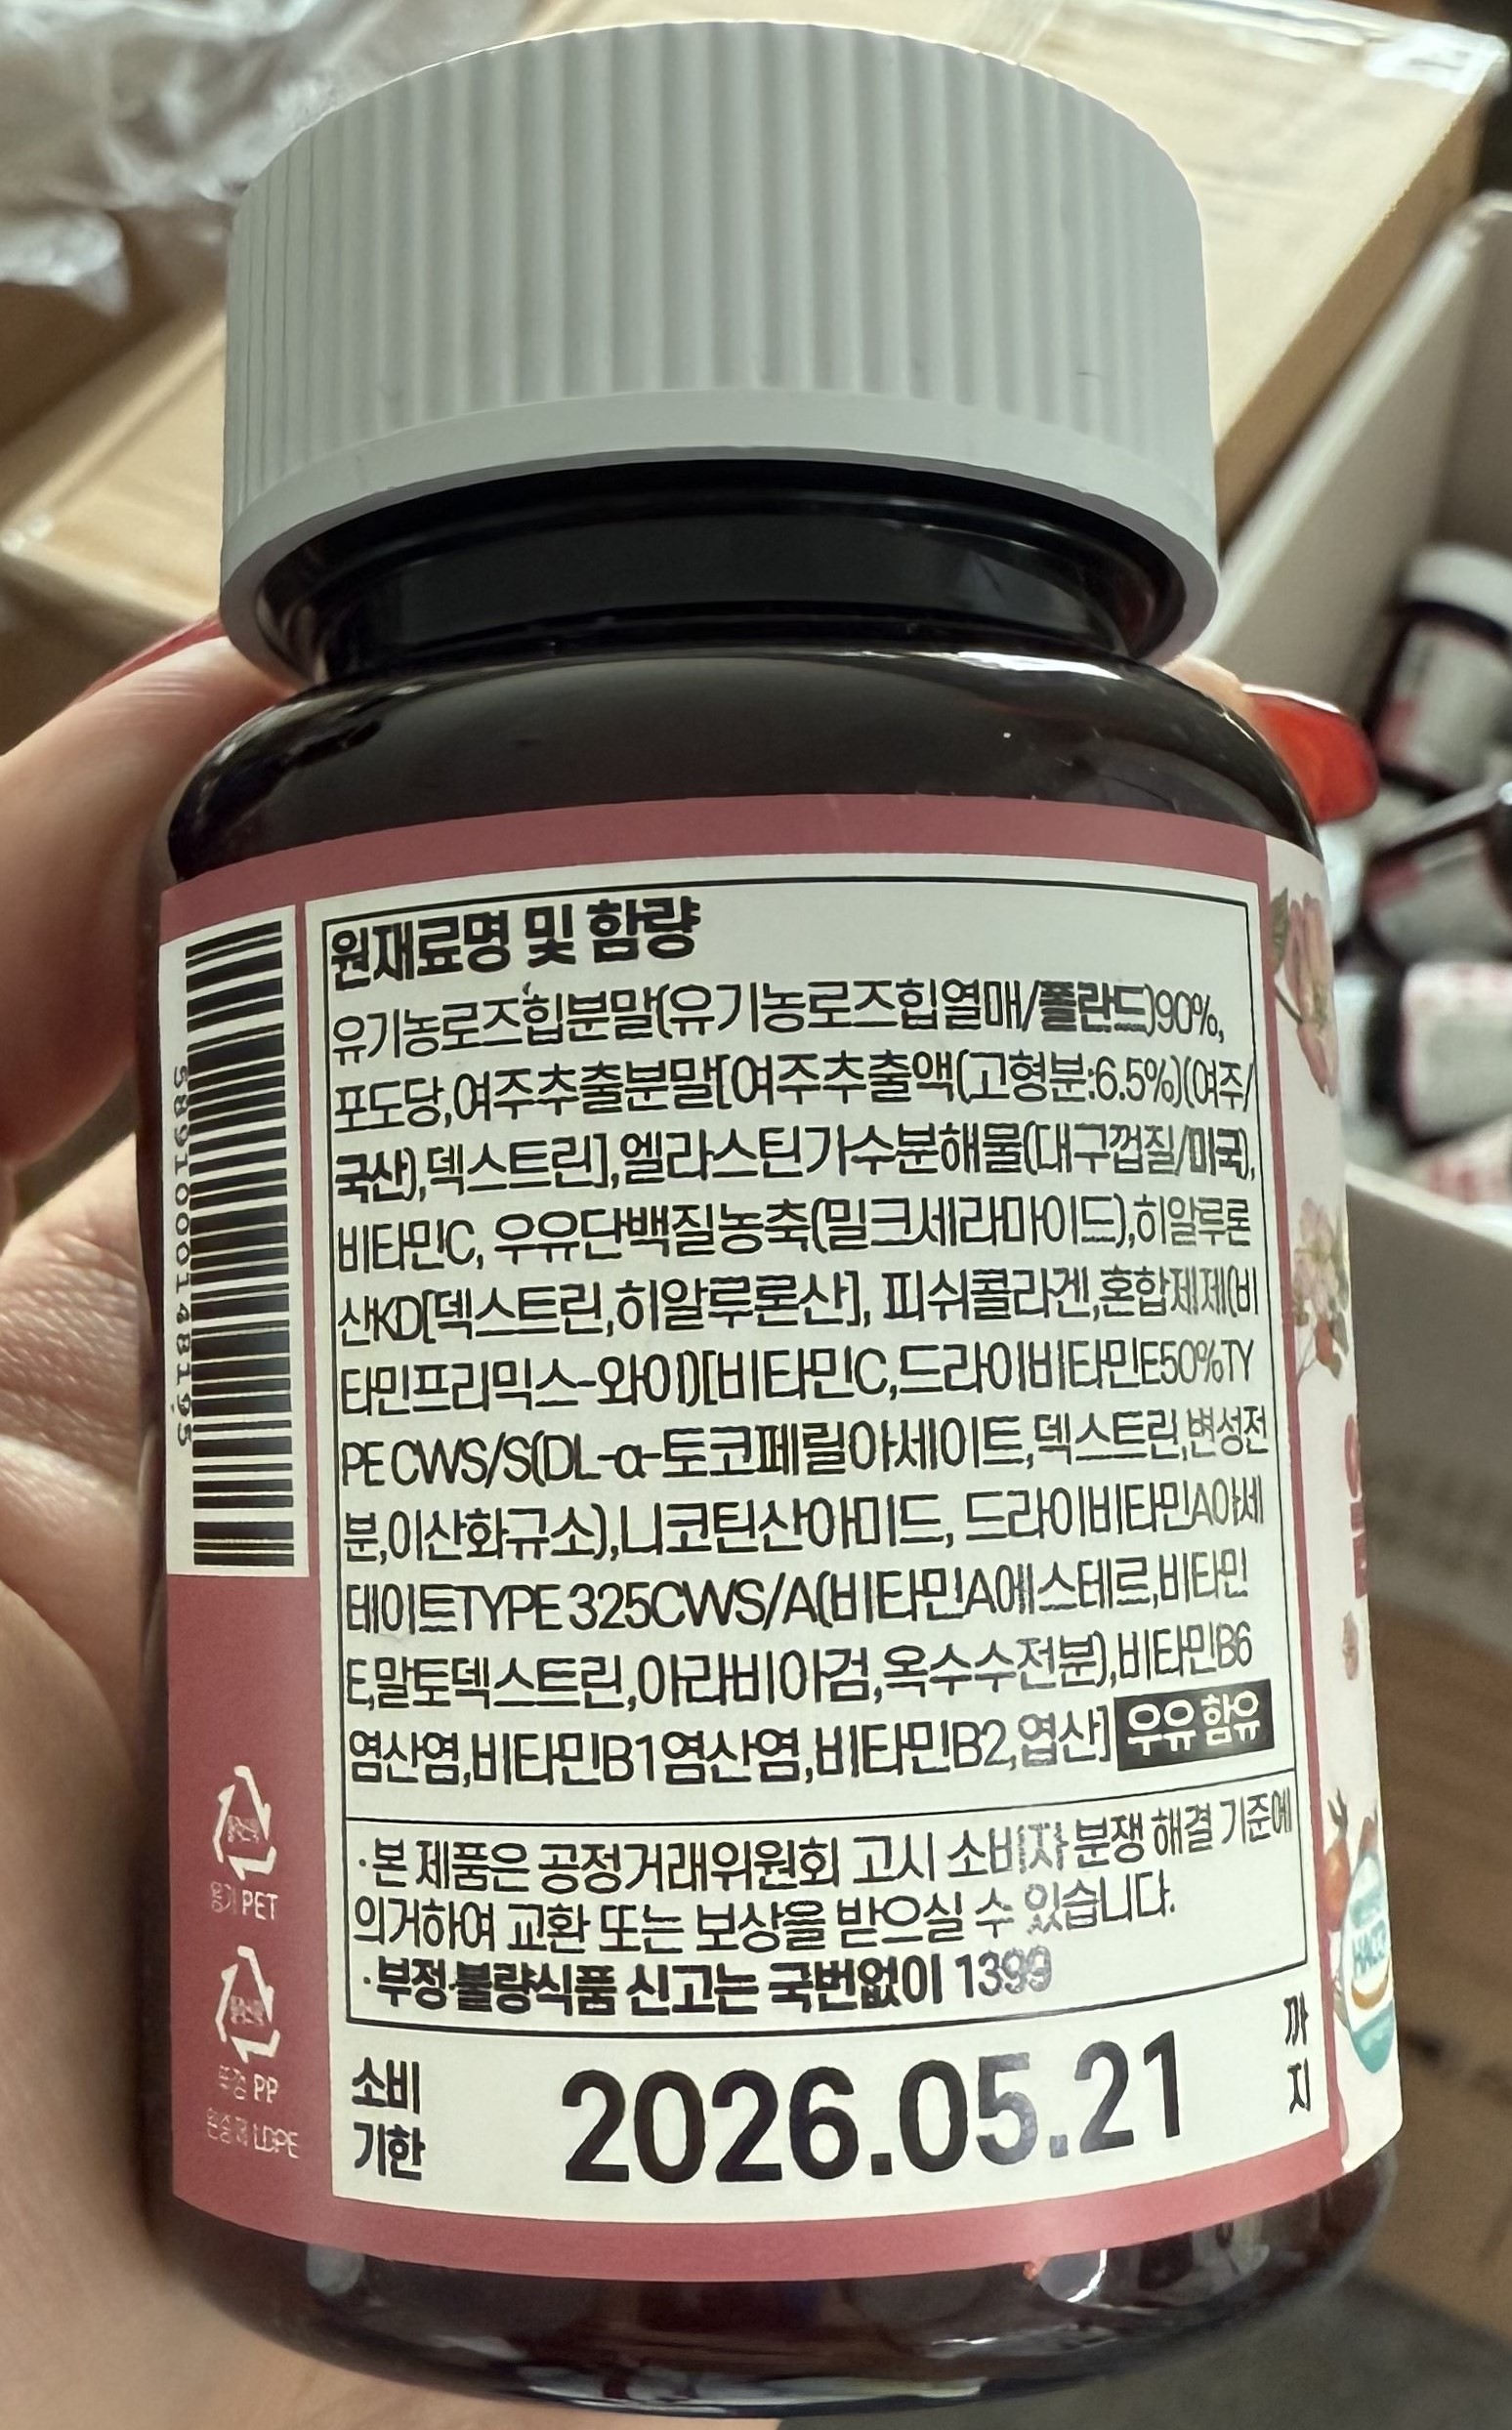 원재료명 및 함량
유기농로즈힙분말(유기농로즈힙열매/폴란드)90%,
포도당,여주추출분말[여주추출액(고형분:6.5%)(여주/
국산),덱스트린],엘라스틴가수분해물(대구껍질/미국),
비타민C, 우유단백질농축(밀크세라마이드),히알루론
산KD[덱스트린,히알루론산], 피쉬콜라겐,혼합제제(비
타민프리믹스-와이)[비타민C,드라이비타민E50%TY
PE CWS/S(DL-α-토코페릴아세이트,덱스트린,변성전
분,이산화규소),니코틴산아미드, 드라이비타민A아세
테이트TYPE 325CWS/A(비타민A에스테르,비타민
E,말토덱스트린,아라비아검,옥수수전분),비타민B6
염산염,비타민B1염산염,비타민B2,엽산] 우유 함유
·본 제품은 공정거래위원회 고시 소비자 분쟁 해결 기준에
의거하여 교환 또는 보상을 받으실 수 있습니다.
·부정·불량식품 신고는 국번없이 1399
소비
기한
2026.05.21
까
지
용기 PET
뚜껑 PP
LDPE